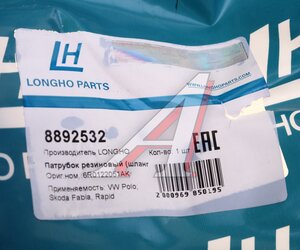 LH
LONGHO PARTS
8892532
Производитель LONGHO
Кол-во: 1 шт
EAC
Патрубок резиновый (шланг
Ориг.ном. 6R0122051AK
Применяемость: VW Polo,
Skoda Fabia, Rapid
2 000969 050195